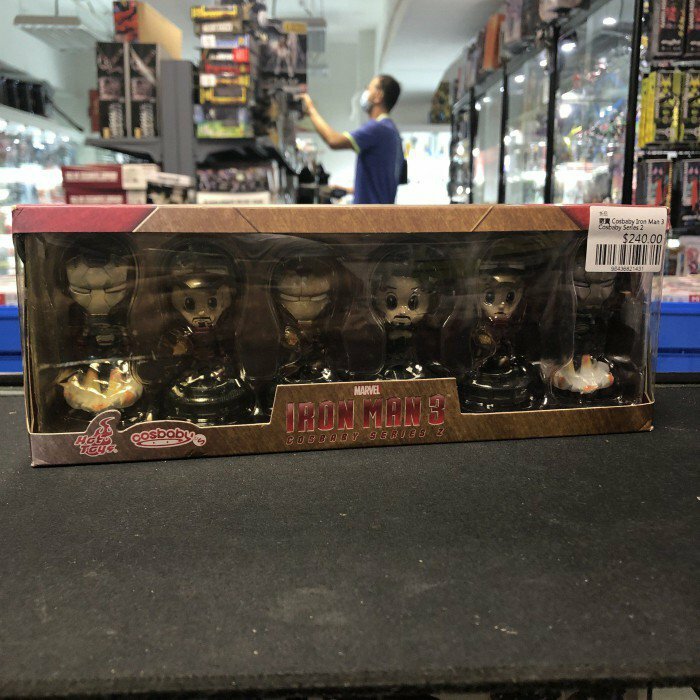 Cosbaby Iron Man 3
Cosbaby Series 2
$240.00
MARVEL
IRON MAN 3
COSBABY SERIES 2
Hot
TOYS
cosbaby